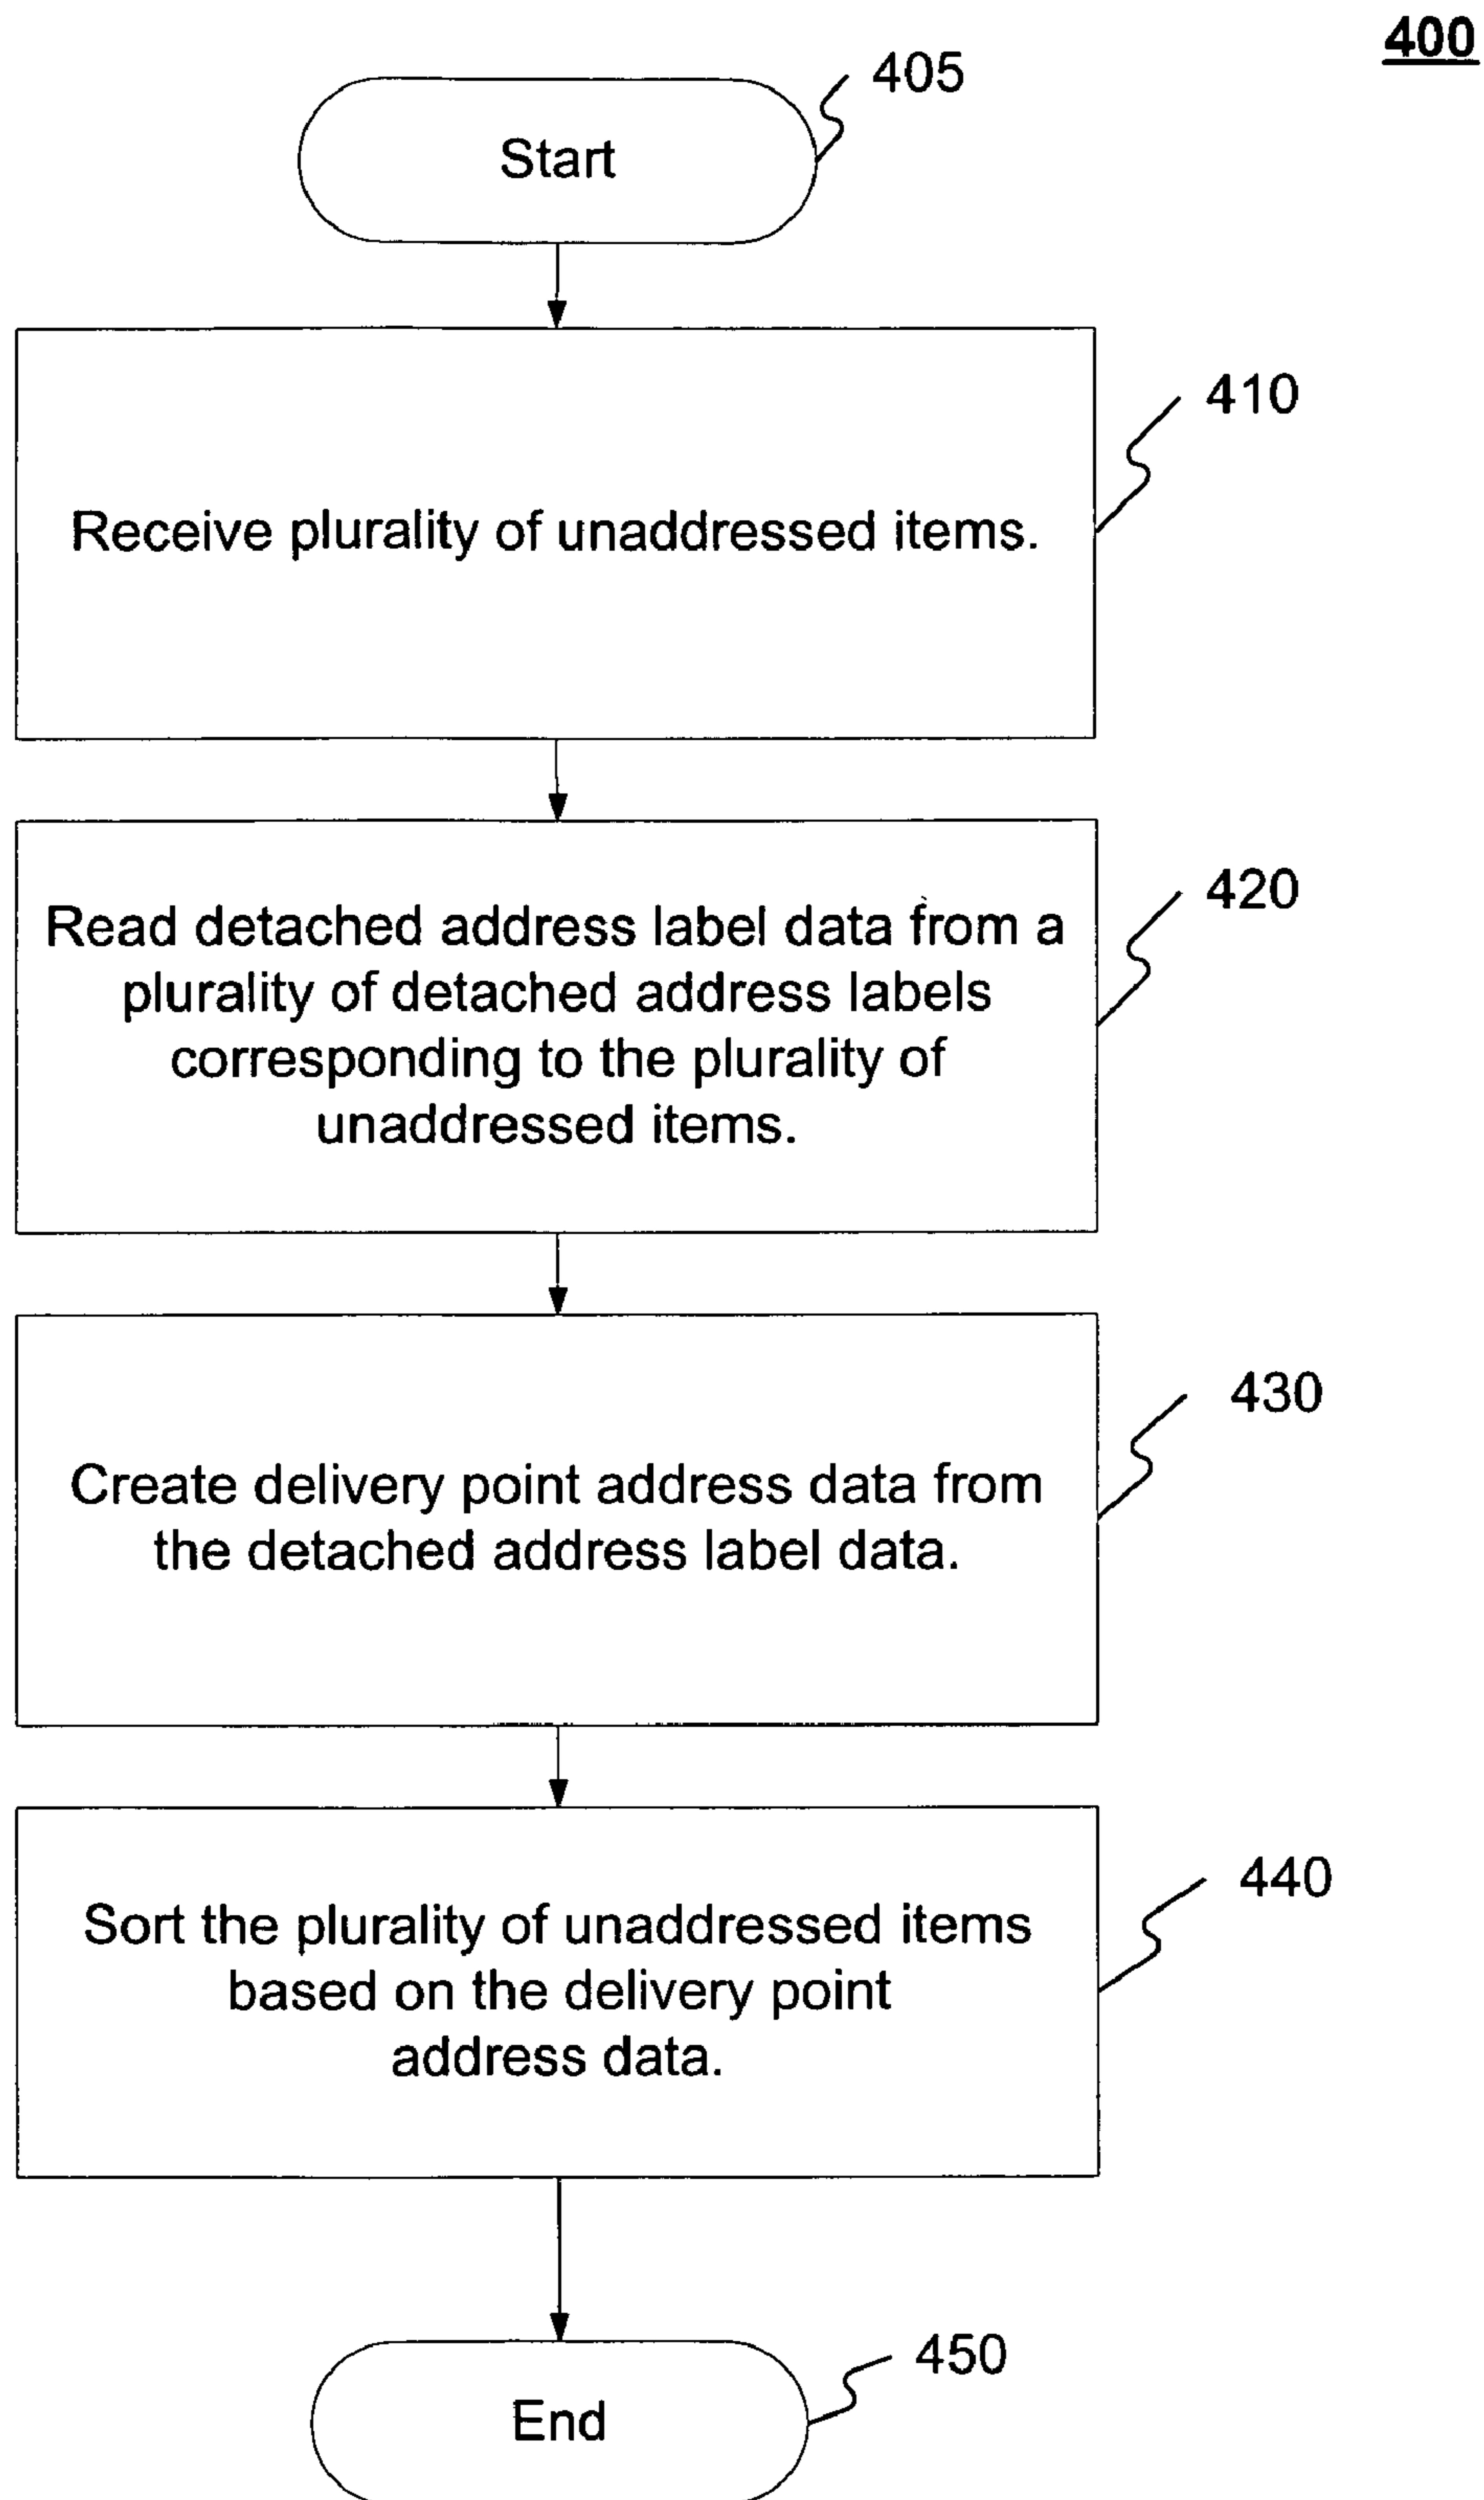 400
405
Start
410
Receive plurality of unaddressed items.
420
Read detached address label data from a
plurality of detached address labels
corresponding to the plurality of
unaddressed items.
430
Create delivery point address data from
the detached address label data.
440
Sort the plurality of unaddressed items
based on the delivery point
address data.
450
End